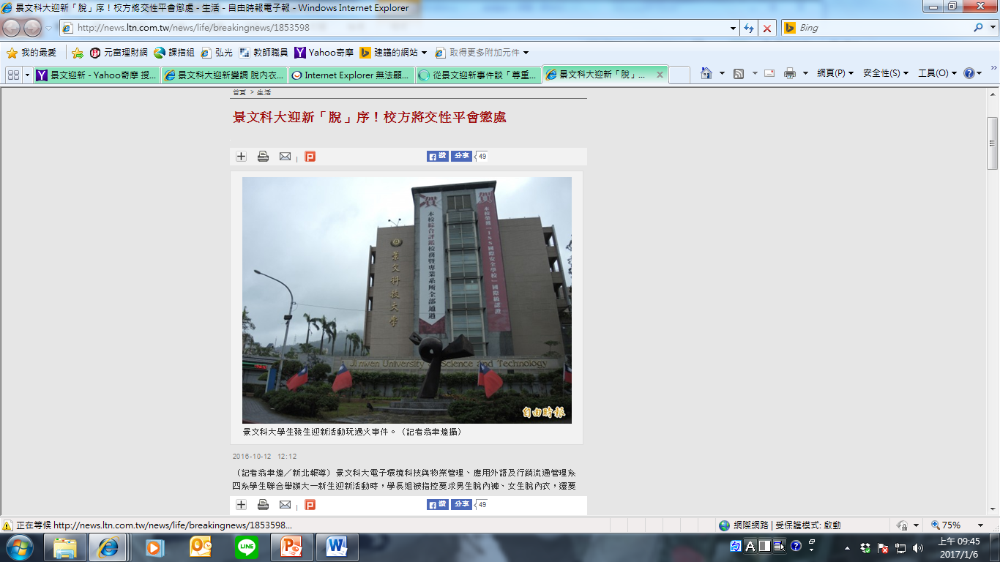 景文科大迎新「脫」序！校方將交性平會懲處 - 生活 - 自由時報電子報 - Windows Internet Explorer
http://news.ltn.com.tw/news/life/breakingnews/1853598
Bing
我的最愛 元富理財網 課指組 弘光 教師職員 Yahoo奇摩 建議的網站 取得更多附加元件
景文迎新 - Yahoo奇摩 搜... 景文科大迎新變調 脫內衣... Internet Explorer 無法顯... 從景文迎新事件談「尊重... 景文科大迎新「脫」... 網頁(P) 安全性(S) 工具(O)
首頁 > 生活
景文科大迎新「脫」序！校方將交性平會懲處
讚 分享 49
賀 本校綜合評鑑校務暨專業系所全部通過
賀 本校榮獲「ISS國際安全學校」國際級認證
景文科技大學
Jinwen University of Science and Technology
自由時報
景文科大學生發生迎新活動玩過火事件。（記者翁聿煌攝）
2016-10-12 12:12
（記者翁聿煌／新北報導）景文科大電子環境科技與物業管理、應用外語及行銷流通管理系
四系學生聯合舉辦大一新生迎新活動時，學長姐被指控要求男生脫內褲、女生脫內衣，還要
讚 分享 49
正在等候 http://news.ltn.com.tw/news/life/breakingnews/1853598...
網際網路 | 受保護模式: 啟動
75%
LINE
上午 09:45
2017/1/6